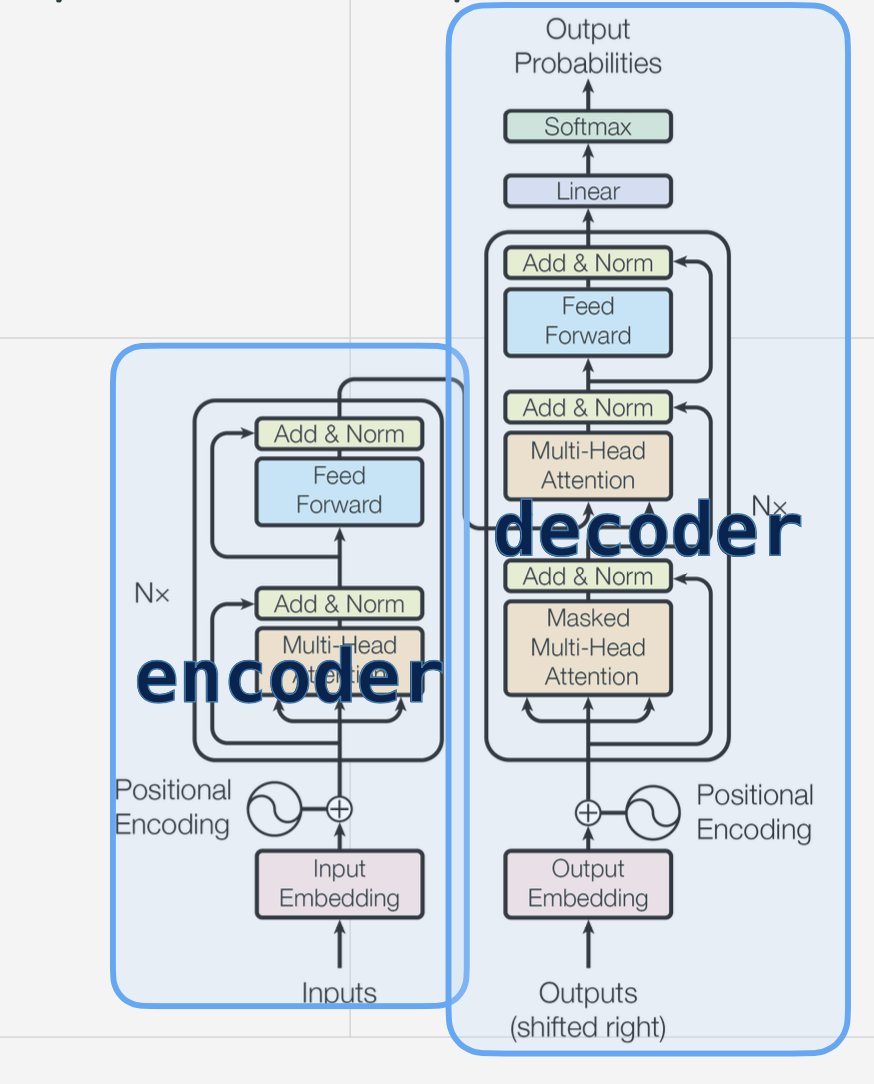 Output
Probabilities
Softmax
Linear
Add & Norm
Feed
Forward
Add & Norm
Multi-Head
Attention
Nx
decoder
Add & Norm
Masked
Multi-Head
Attention
Positional
Encoding
Output
Embedding
Outputs
(shifted right)
Add & Norm
Feed
Forward
Nx
Add & Norm
Multi-Head
Attention
encoder
Positional
Encoding
Input
Embedding
Inputs